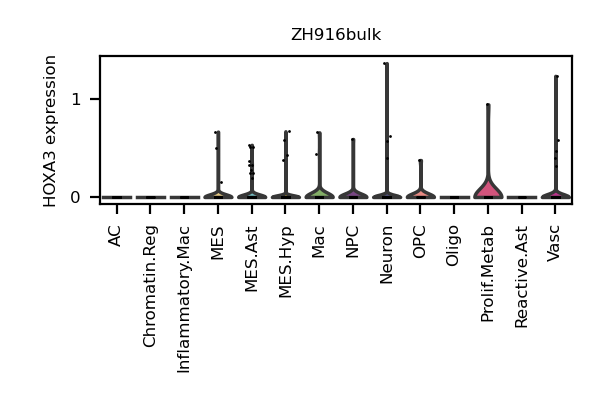 ZH916bulk
HOXA3 expression
1
0
AC
Chromatin.Reg
Inflammatory.Mac
MES
MES.Ast
MES.Hyp
Mac
NPC
Neuron
OPC
Oligo
Prolif.Metab
Reactive.Ast
Vasc